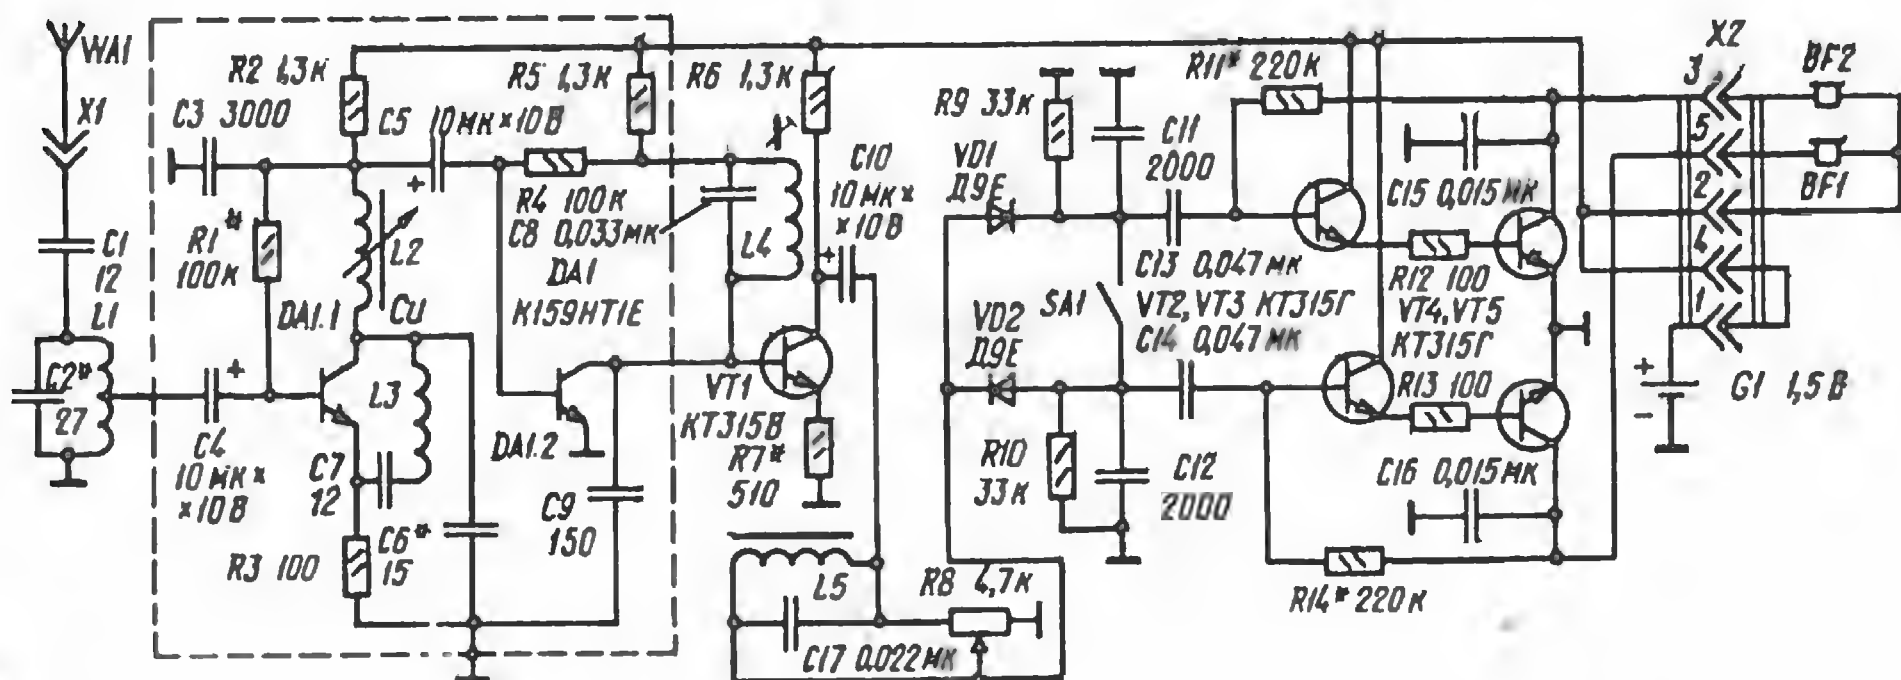 WA1
X1
C1
12
L1
C2*
27
C3 3000
R2 1,3к
R1*
100к
L2
DA1.1
Cu
C4
10 мк×
×10В
L3
C7
12
R3 100
C6*
15
C5
10мк×10В
R5 1,3к
R4 100к
C8 0,033мк
DA1
К159НТ1Е
DA1.2
C9
150
R6 1,3к
L4
VT1
КТ315В
R7*
510
C10
10 мк×
×10В
L5
C17 0,022мк
R8 4,7к
VD1
Д9Е
VD2
Д9Е
R9 33к
R10
33к
SA1
C11
2000
C13 0,047мк
VT2, VT3 КТ315Г
C14 0,047мк
C12
2000
R11* 220к
C15 0,015мк
R12 100
VT4, VT5
КТ315Г
R13 100
C16 0,015мк
R14* 220к
X2
3
5
2
4
1
BF2
BF1
+
−
G1 1,5В